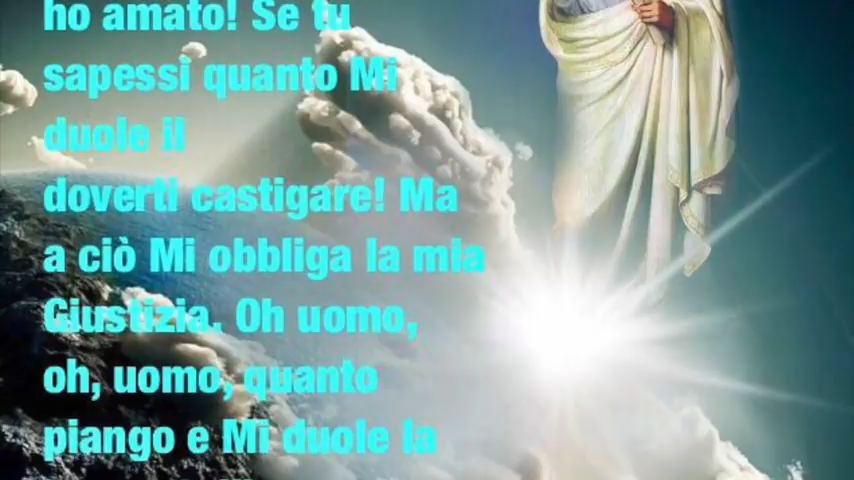 ho amato! Se tu
sapessi quanto Mi
duole il
doverti castigare! Ma
a ciò Mi obbliga la mia
Giustizia. Oh uomo,
oh, uomo, quanto
piango e Mi duole la